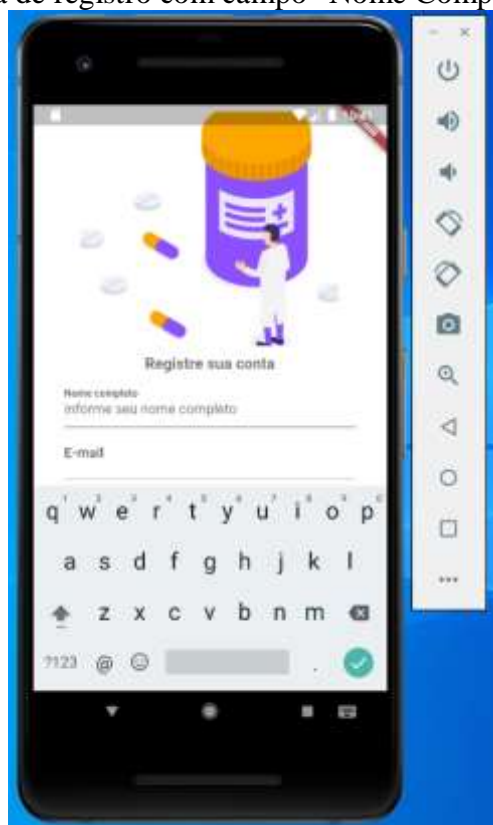 a de registro com campo "Nome Comp
Registre sua conta
Nome completo
informe seu nome completo
E-mail
q w e r t y u i o p
a s d f g h j k l
z x c v b n m
?123 @ .